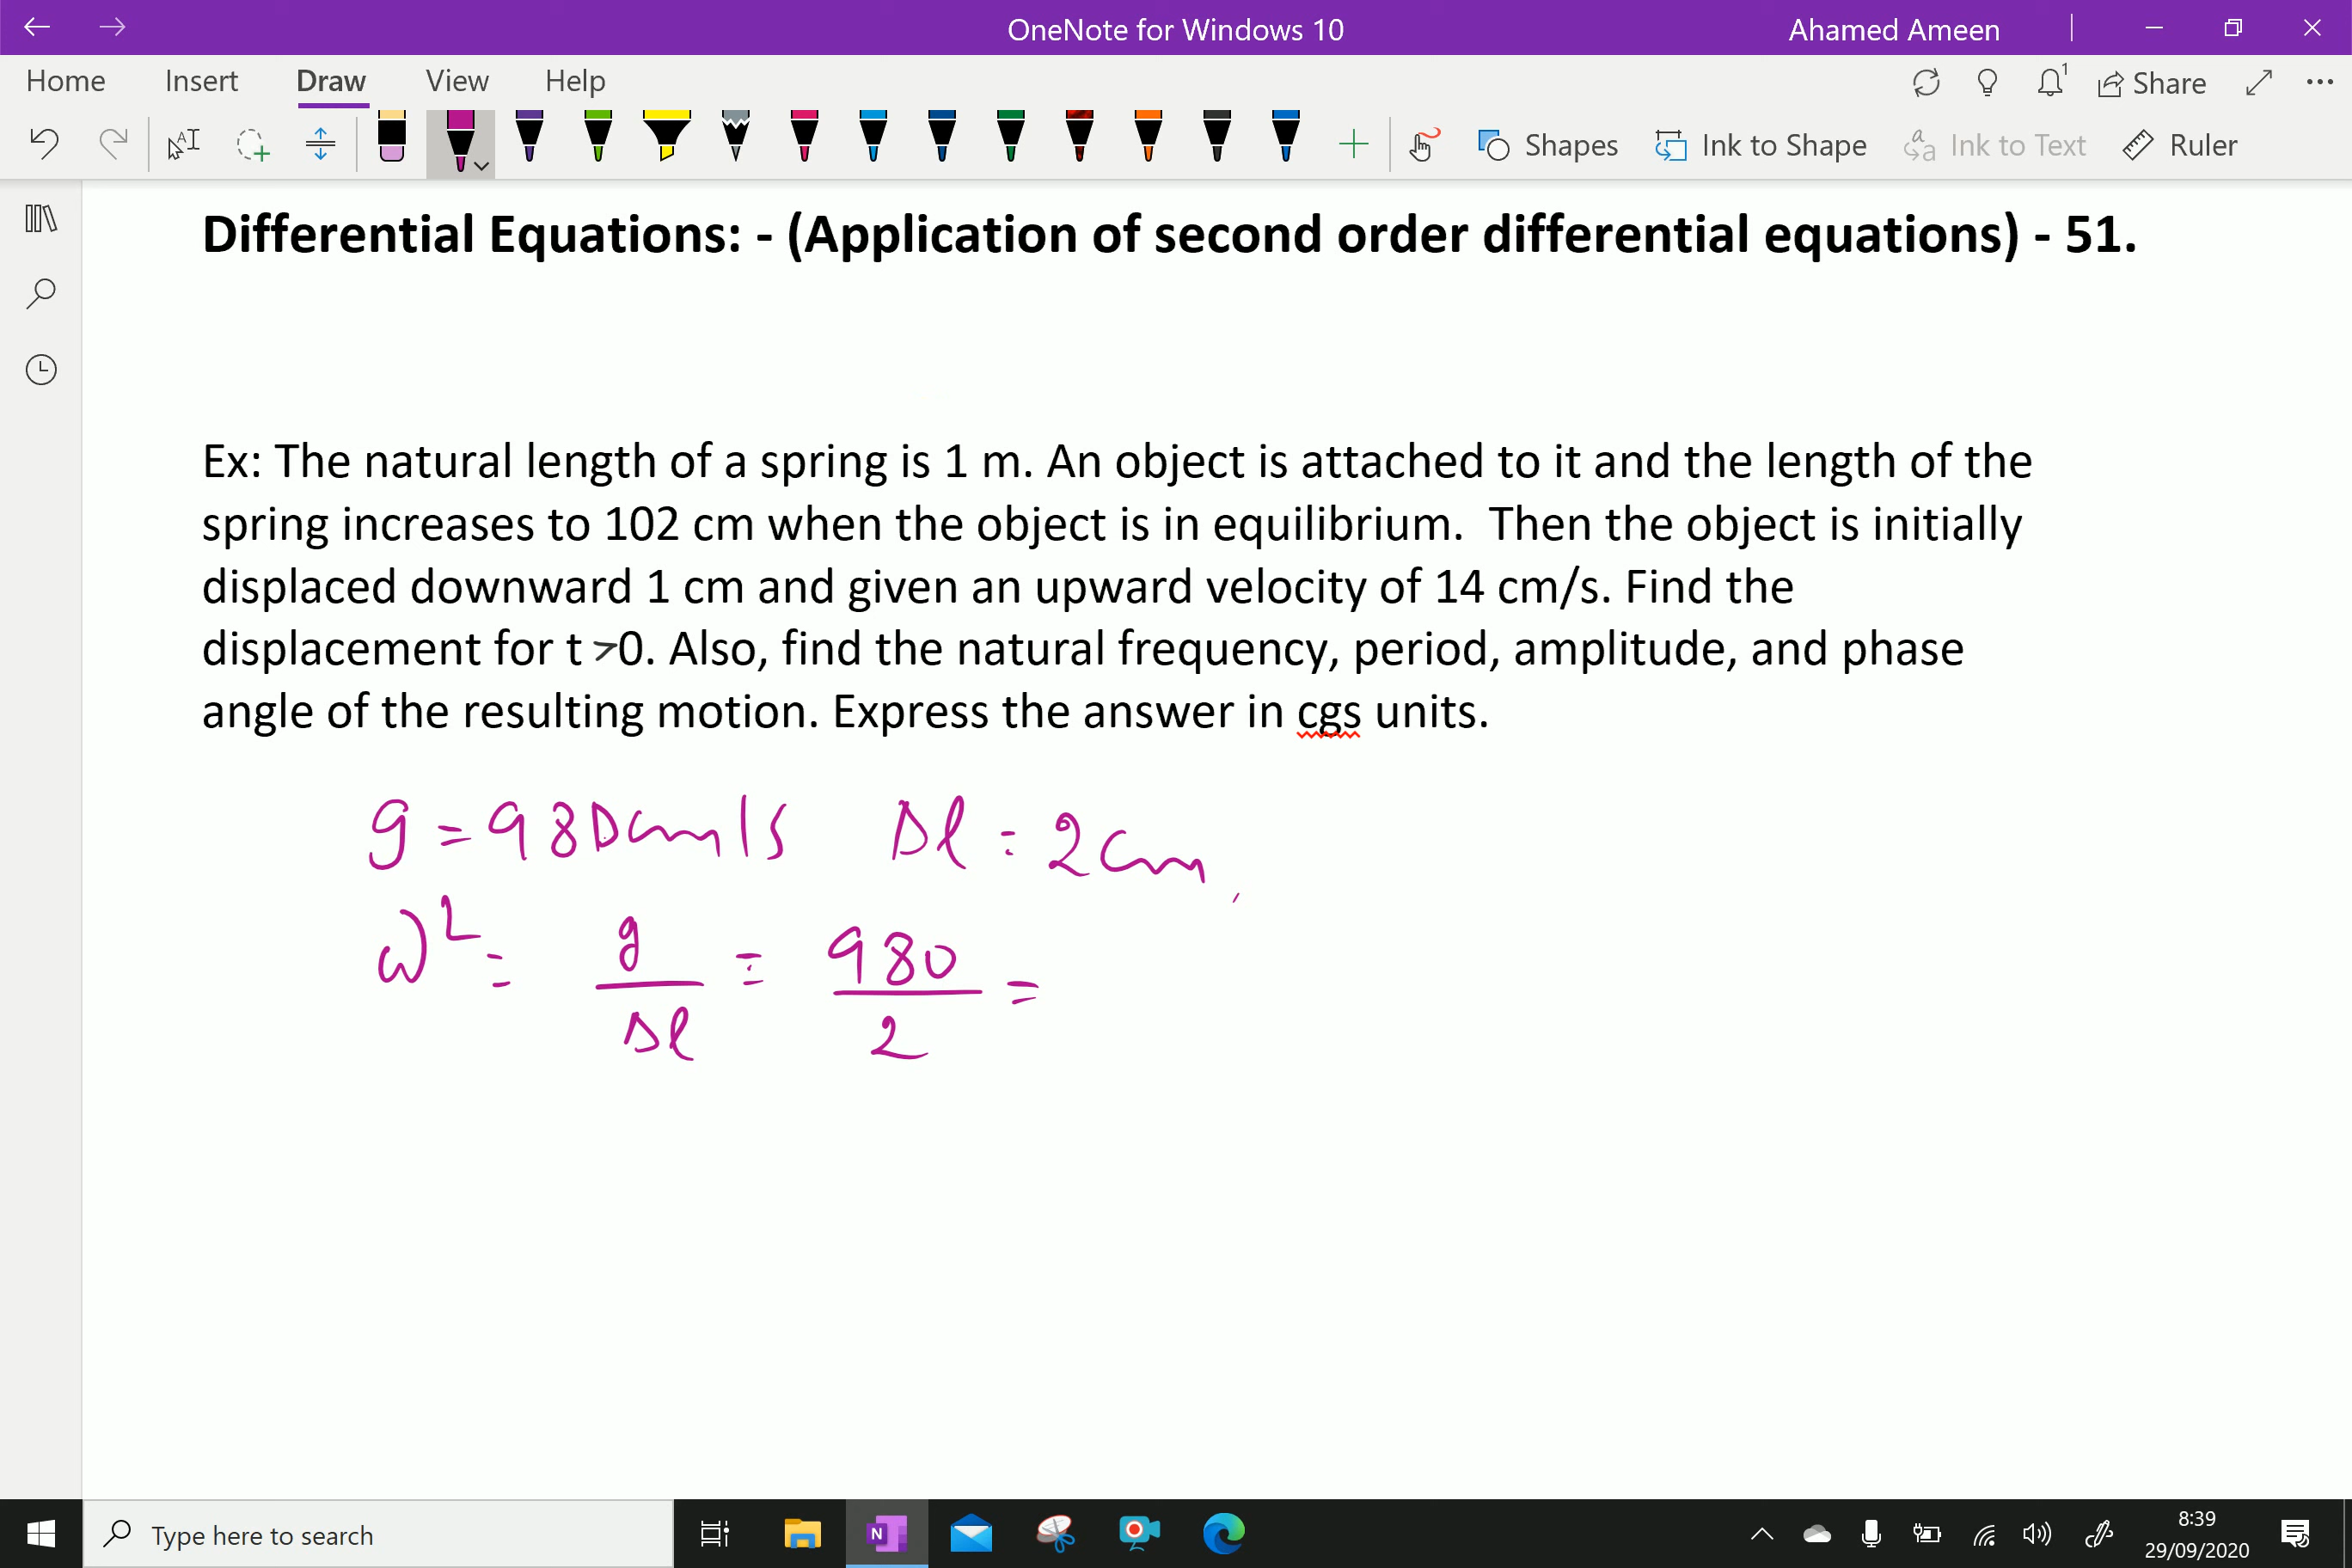 OneNote for Windows 10 Ahamed Ameen
Home Insert Draw View Help 1 Share
Shapes Ink to Shape Ink to Text Ruler
Differential Equations: - (Application of second order differential equations) - 51.
Ex: The natural length of a spring is 1 m. An object is attached to it and the length of the
spring increases to 102 cm when the object is in equilibrium. Then the object is initially
displaced downward 1 cm and given an upward velocity of 14 cm/s. Find the
displacement for t >0. Also, find the natural frequency, period, amplitude, and phase
angle of the resulting motion. Express the answer in cgs units.
g = 980cm/s Δl = 2cm,
ω² = g/Δl = 980/2 =
Type here to search
8:39
29/09/2020